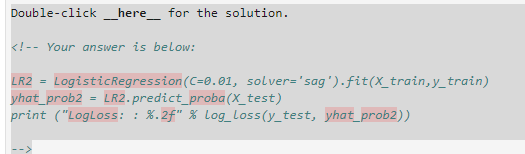 Double-click __here__ for the solution.
<!-- Your answer is below:
LR2 = LogisticRegression(C=0.01, solver='sag').fit(X_train,y_train)
yhat_prob2 = LR2.predict_proba(X_test)
print ("LogLoss: : %.2f" % log_loss(y_test, yhat_prob2))
-->